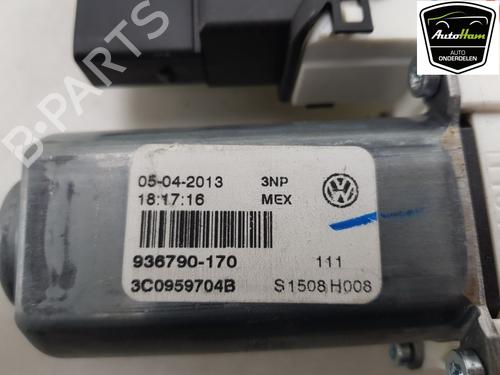 AutoHam
AUTO
ONDERDELEN
B-PARTS
05-04-2013 3NP
18:17:16 MEX
936790-170 111
3C0959704B S1508 H008